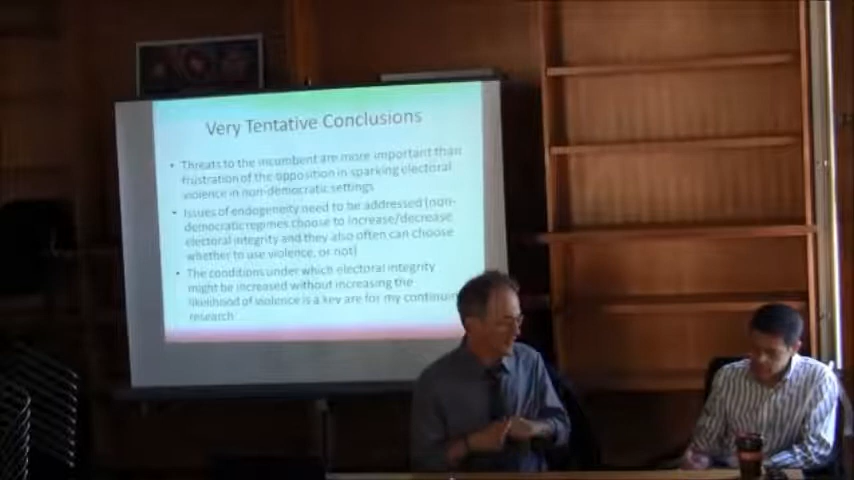 Very Tentative Conclusions
• Threats to the incumbent are more important than
frustration of the opposition in sparking electoral
violence in non-democratic settings
• Issues of endogeneity need to be addressed (non-
democratic regimes choose to increase/decrease
electoral integrity and they also often can choose
whether to use violence, or not)
• The conditions under which electoral integrity
might be increased without increasing the
likelihood of violence is a key are for my
research